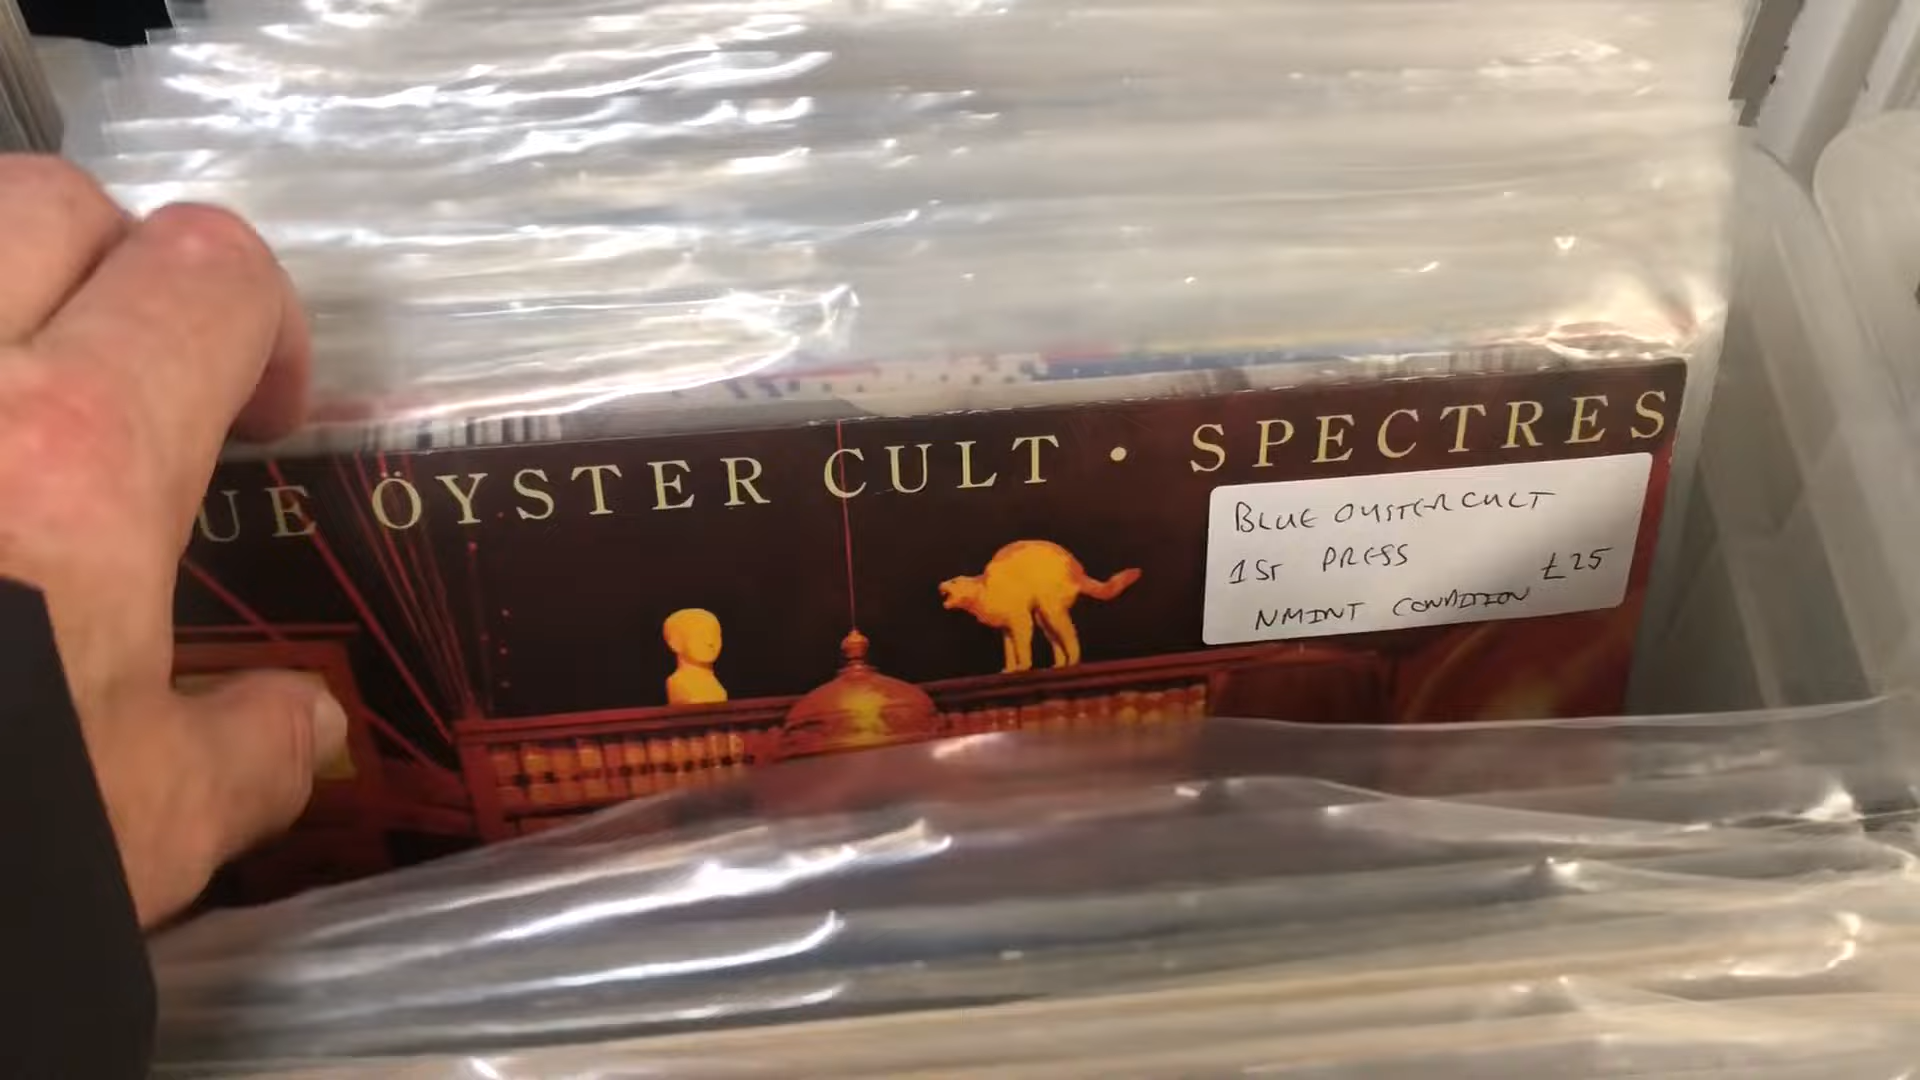 UE ÖYSTER CULT • SPECTRES
BLUE OYSTER CULT
1ST PRESS
£25
NMINT CONDITION